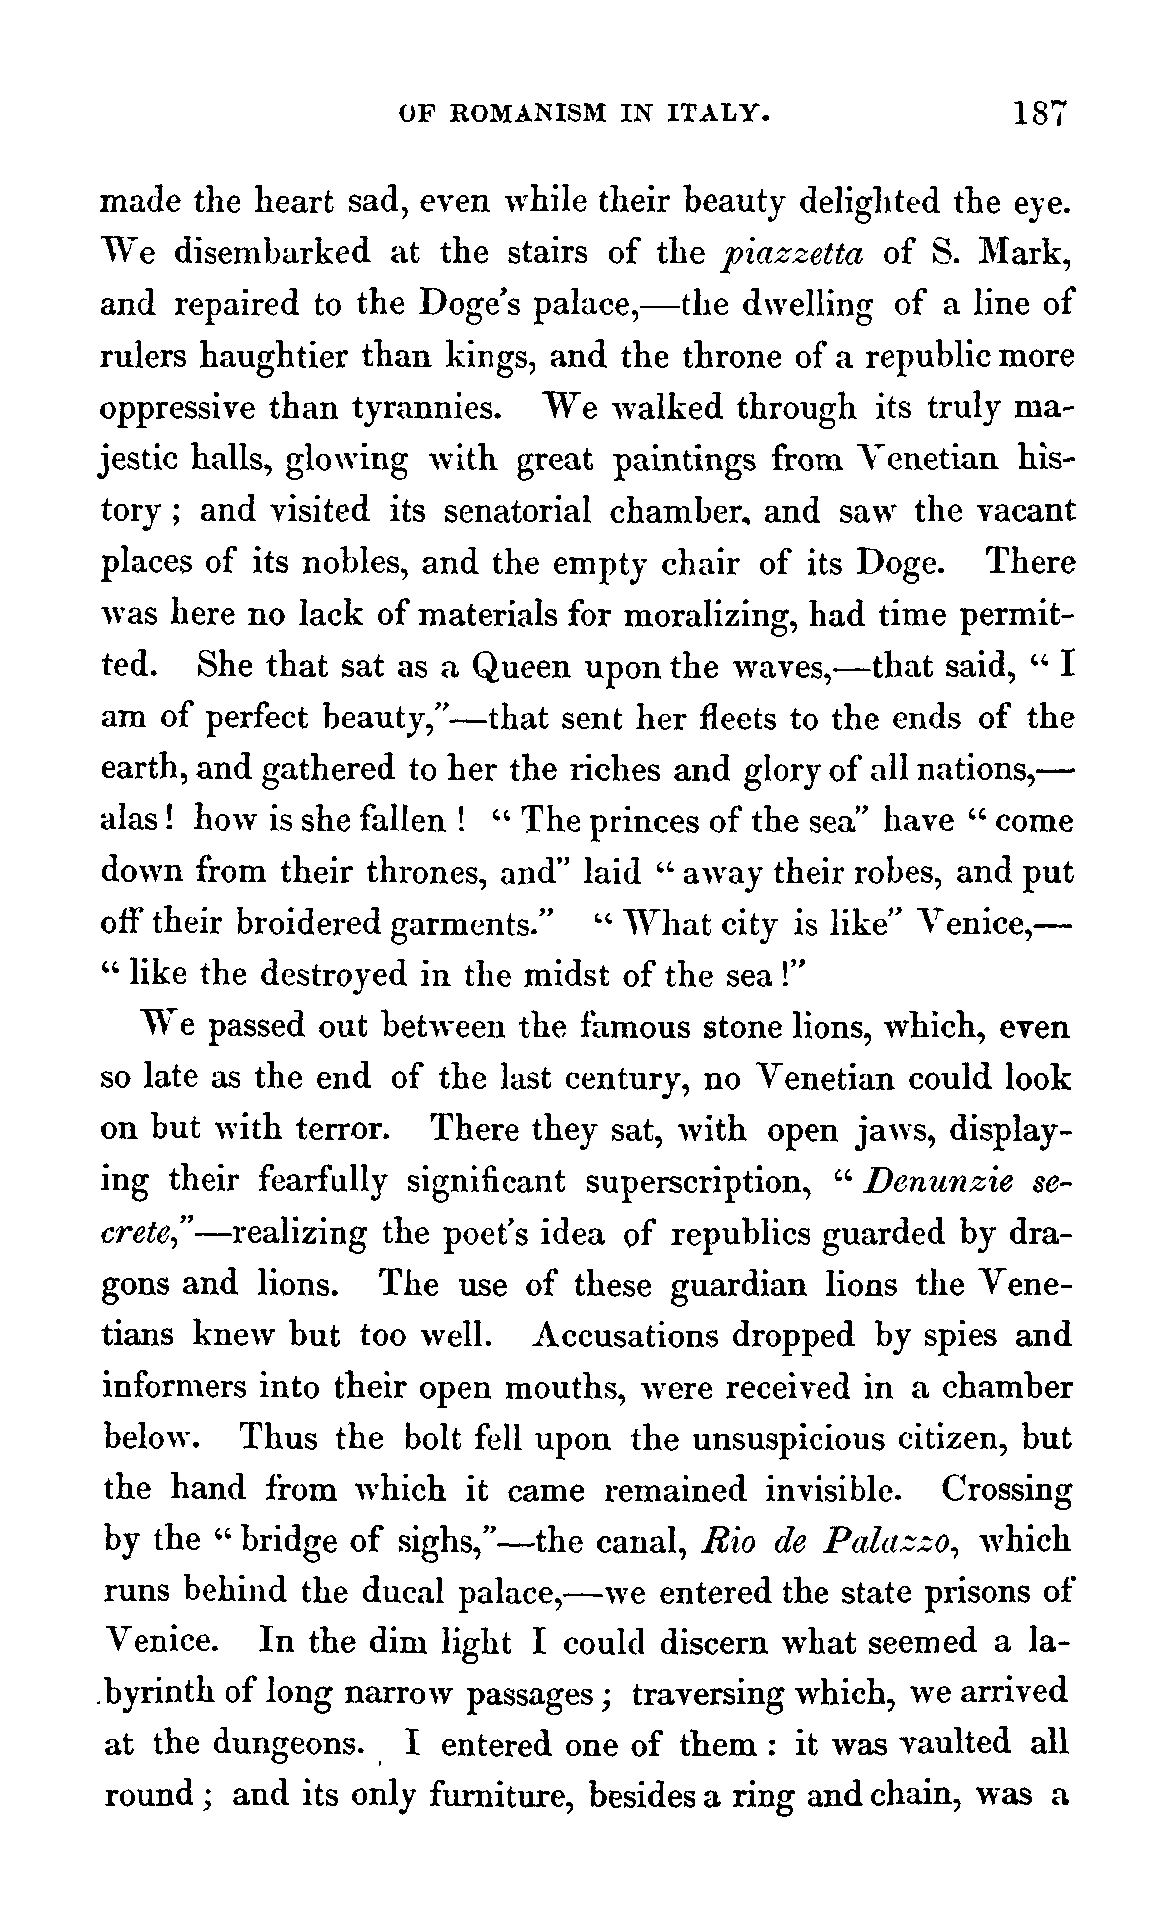 OF ROMANISM IN ITALY. 187
made the heart sad, even while their beauty delighted the eye.
We disembarked at the stairs of the piazzetta of S. Mark,
and repaired to the Doge's palace,—the dwelling of a line of
rulers haughtier than kings, and the throne of a republic more
oppressive than tyrannies. We walked through its truly ma-
jestic halls, glowing with great paintings from Venetian his-
tory ; and visited its senatorial chamber, and saw the vacant
places of its nobles, and the empty chair of its Doge. There
was here no lack of materials for moralizing, had time permit-
ted. She that sat as a Queen upon the waves,—that said, “ I
am of perfect beauty,”—that sent her fleets to the ends of the
earth, and gathered to her the riches and glory of all nations,—
alas ! how is she fallen ! “ The princes of the sea” have “ come
down from their thrones, and” laid “ away their robes, and put
off their broidered garments.” “ What city is like” Venice,—
“ like the destroyed in the midst of the sea !”
We passed out between the famous stone lions, which, even
so late as the end of the last century, no Venetian could look
on but with terror. There they sat, with open jaws, display-
ing their fearfully significant superscription, “ Denunzie se-
crete,”—realizing the poet's idea of republics guarded by dra-
gons and lions. The use of these guardian lions the Vene-
tians knew but too well. Accusations dropped by spies and
informers into their open mouths, were received in a chamber
below. Thus the bolt fell upon the unsuspicious citizen, but
the hand from which it came remained invisible. Crossing
by the “ bridge of sighs,”—the canal, Rio de Palazzo, which
runs behind the ducal palace,—we entered the state prisons of
Venice. In the dim light I could discern what seemed a la-
byrinth of long narrow passages ; traversing which, we arrived
at the dungeons. I entered one of them : it was vaulted all
round ; and its only furniture, besides a ring and chain, was a